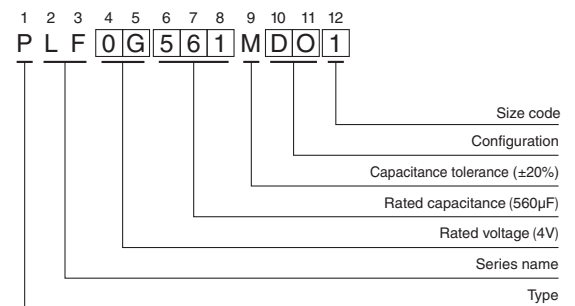 1 2 3 4 5 6 7 8 9 10 11 12
P L F 0 G 5 6 1 M D O 1
Size code
Configuration
Capacitance tolerance (±20%)
Rated capacitance (560μF)
Rated voltage (4V)
Series name
Type